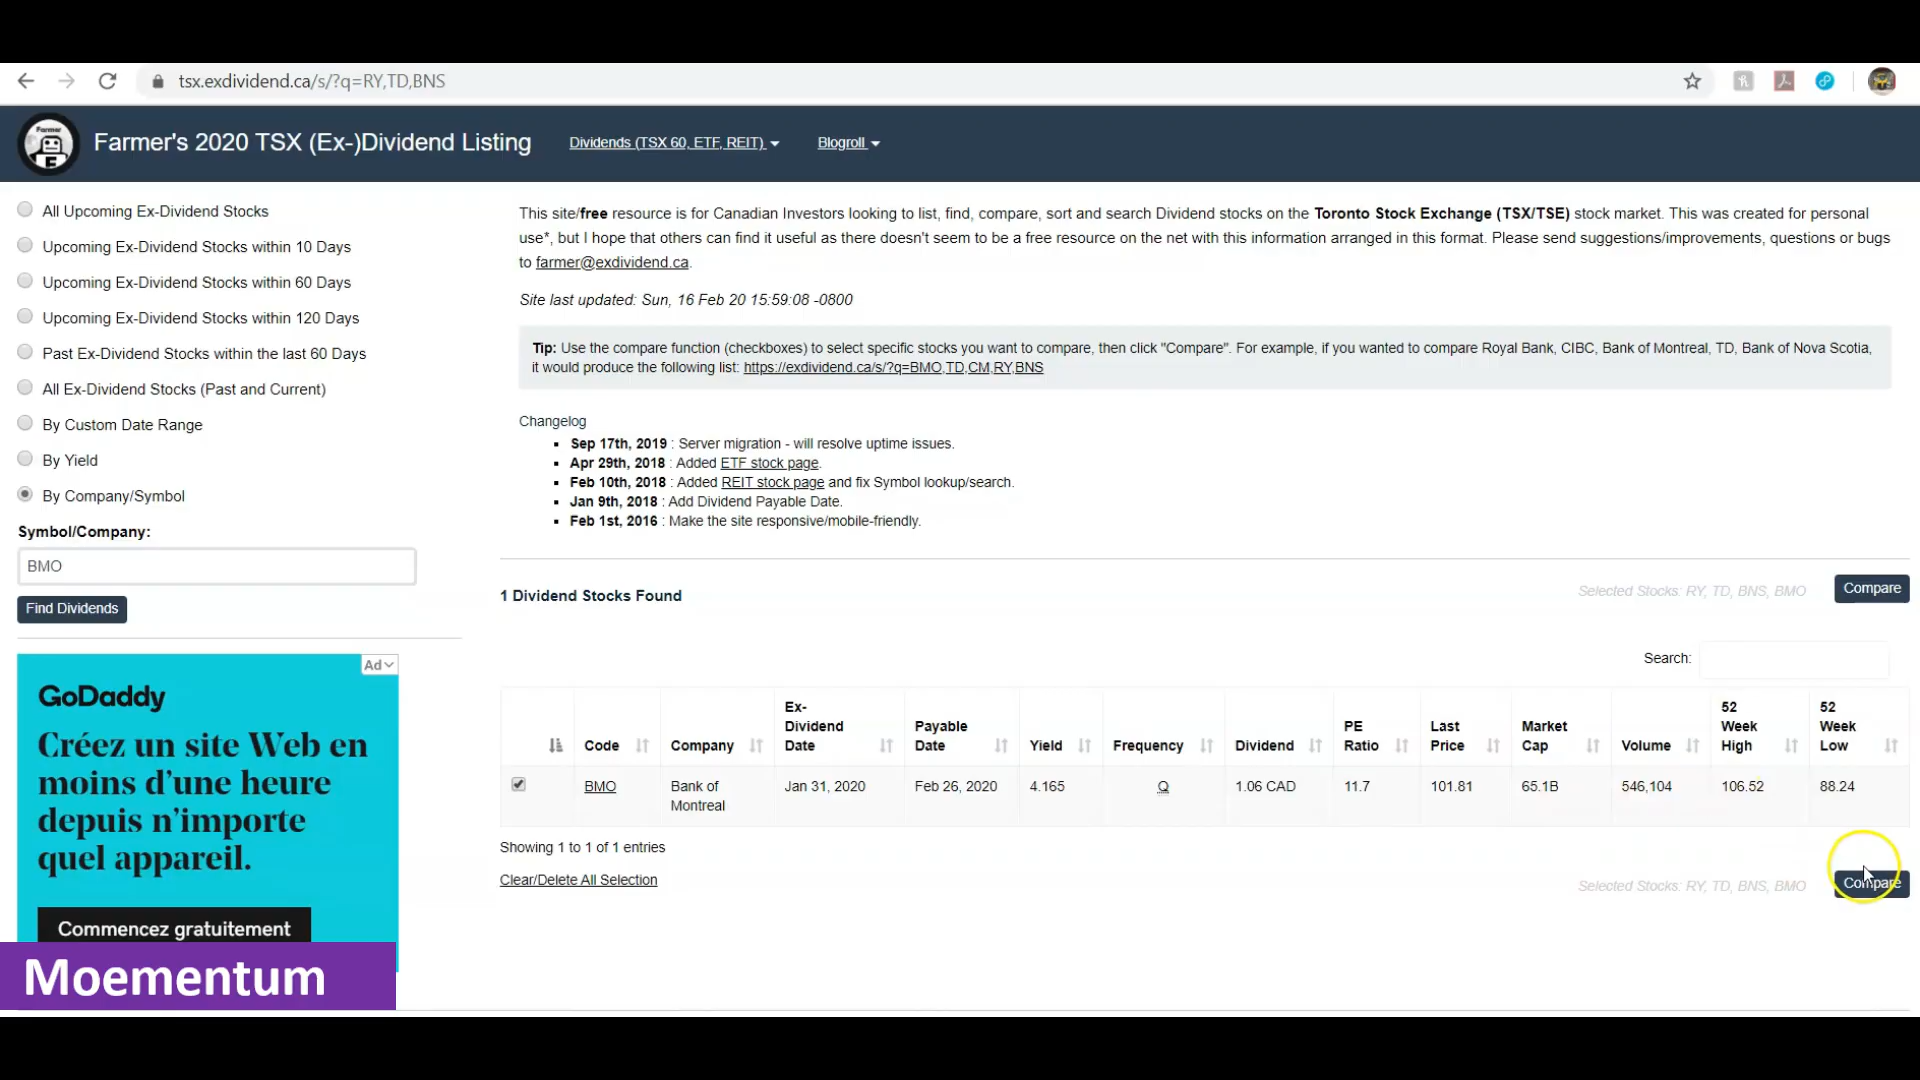 tsx.exdividend.ca/s/?q=RY,TD,BNS
Farmer's 2020 TSX (Ex-)Dividend Listing
Dividends (TSX 60, ETF, REIT)
Blogroll
All Upcoming Ex-Dividend Stocks
Upcoming Ex-Dividend Stocks within 10 Days
Upcoming Ex-Dividend Stocks within 60 Days
Upcoming Ex-Dividend Stocks within 120 Days
Past Ex-Dividend Stocks within the last 60 Days
All Ex-Dividend Stocks (Past and Current)
By Custom Date Range
By Yield
By Company/Symbol
Symbol/Company:
BMO
Find Dividends
Ad
GoDaddy
Créez un site Web en
moins d'une heure
depuis n'importe
quel appareil.
Commencez gratuitement
Moementum
This site/free resource is for Canadian Investors looking to list, find, compare, sort and search Dividend stocks on the Toronto Stock Exchange (TSX/TSE) stock market. This was created for personal
use*, but I hope that others can find it useful as there doesn't seem to be a free resource on the net with this information arranged in this format. Please send suggestions/improvements, questions or bugs
to farmer@exdividend.ca.
Site last updated: Sun, 16 Feb 20 15:59:08 -0800
Tip: Use the compare function (checkboxes) to select specific stocks you want to compare, then click "Compare". For example, if you wanted to compare Royal Bank, CIBC, Bank of Montreal, TD, Bank of Nova Scotia,
it would produce the following list: https://exdividend.ca/s/?q=BMO,TD,CM,RY,BNS
Changelog
Sep 17th, 2019 : Server migration - will resolve uptime issues.
Apr 29th, 2018 : Added ETF stock page.
Feb 10th, 2018 : Added REIT stock page and fix Symbol lookup/search.
Jan 9th, 2018 : Add Dividend Payable Date.
Feb 1st, 2016 : Make the site responsive/mobile-friendly.
1 Dividend Stocks Found
Selected Stocks: RY, TD, BNS, BMO
Compare
Search:
Code
Company
Ex-
Dividend
Date
Payable
Date
Yield
Frequency
Dividend
PE
Ratio
Last
Price
Market
Cap
Volume
52
Week
High
52
Week
Low
BMO
Bank of
Montreal
Jan 31, 2020
Feb 26, 2020
4.165
Q
1.06 CAD
11.7
101.81
65.1B
546,104
106.52
88.24
Showing 1 to 1 of 1 entries
Clear/Delete All Selection
Selected Stocks: RY, TD, BNS, BMO
Compare